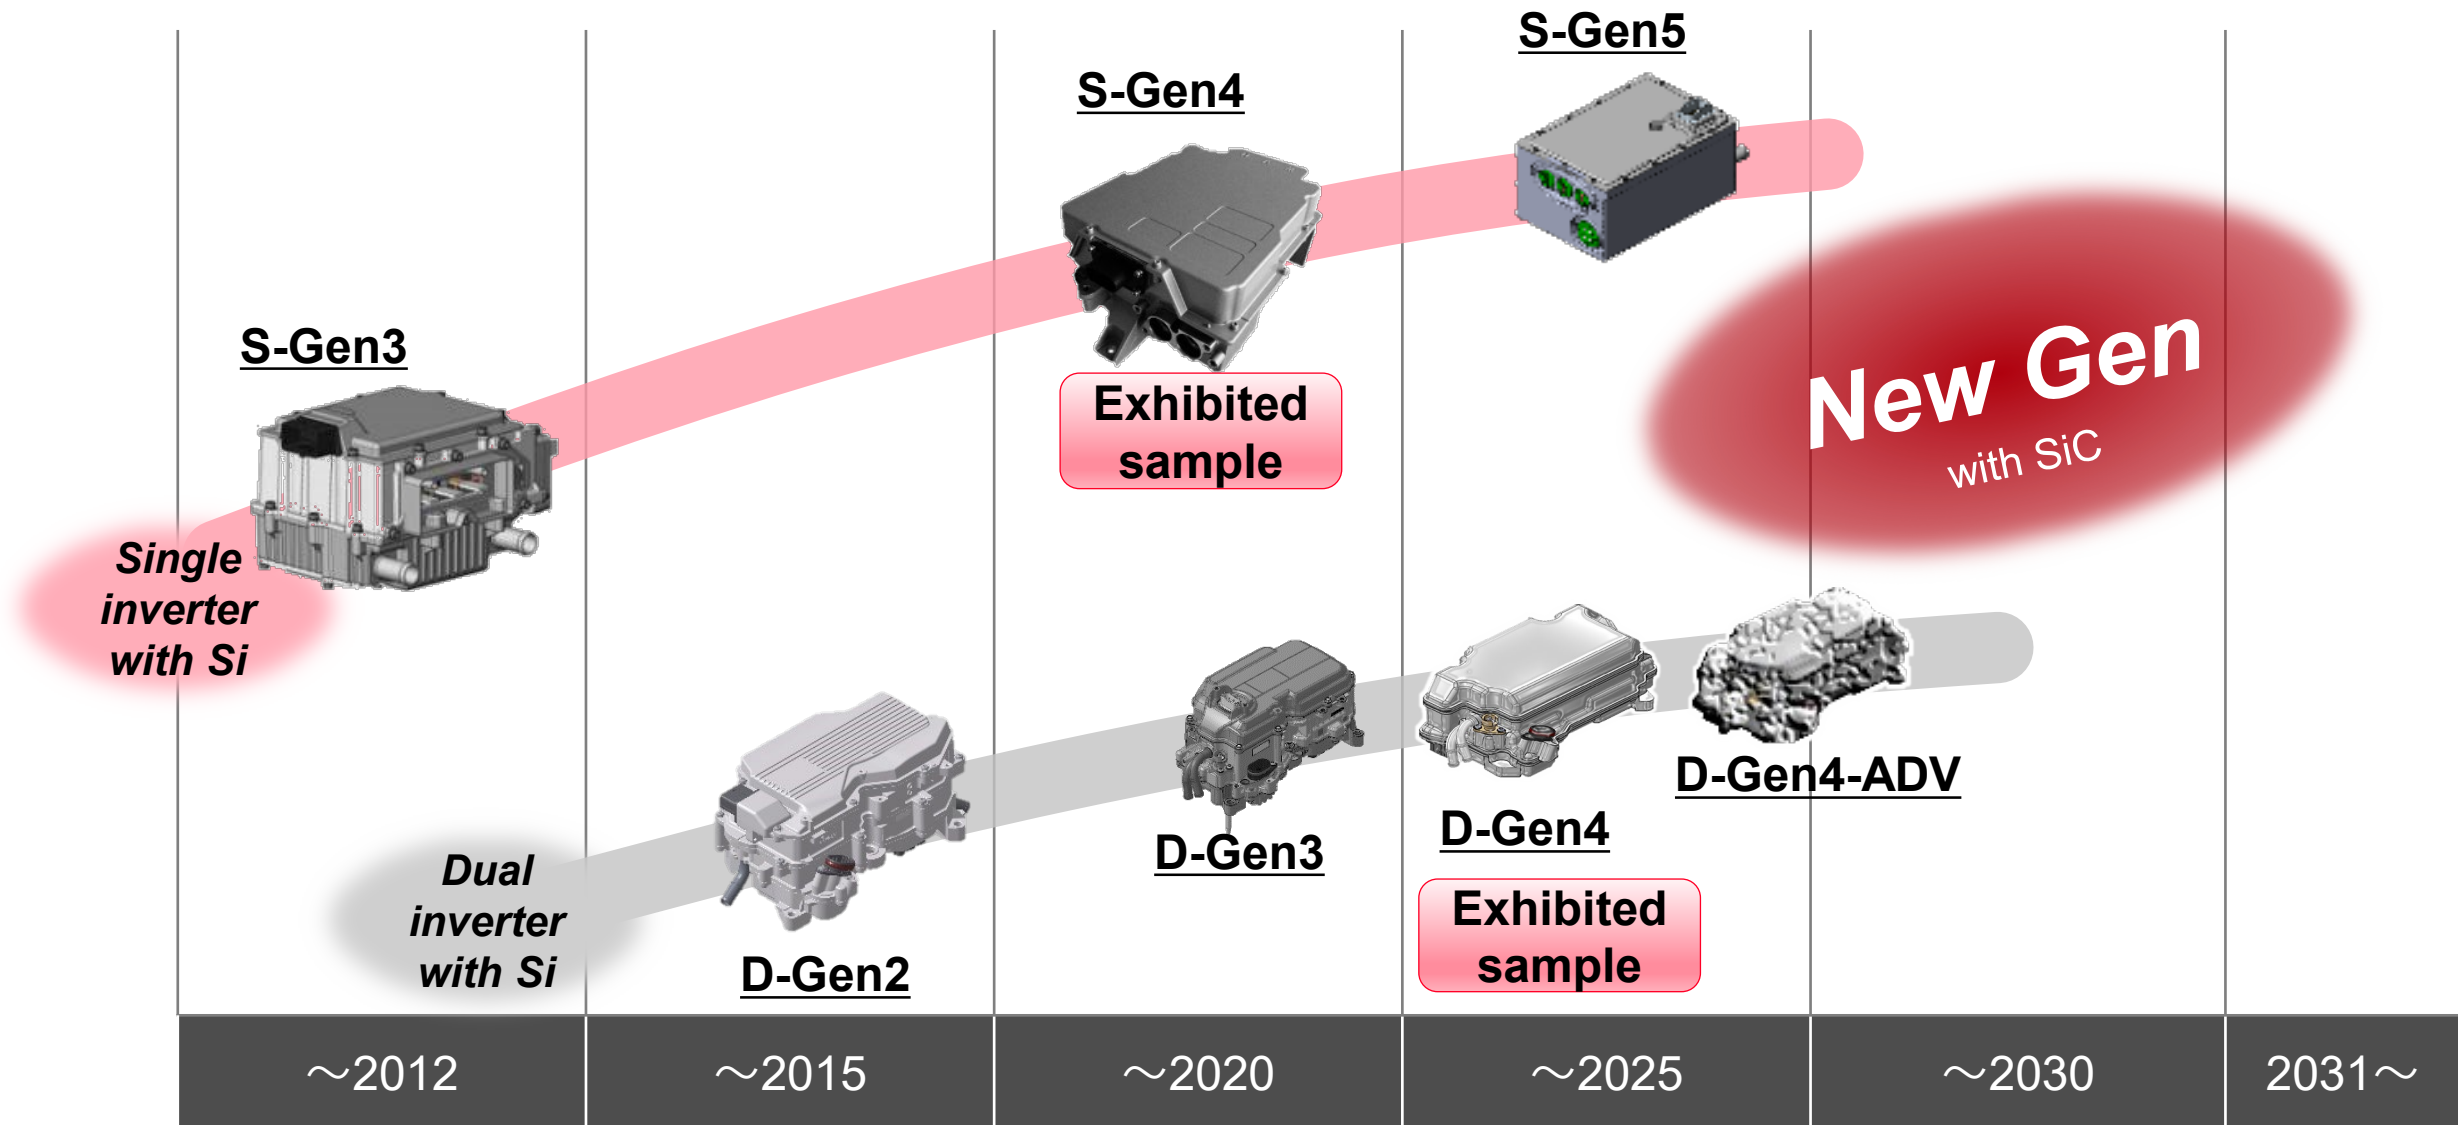 S-Gen5
S-Gen4
S-Gen3
Exhibited
sample
New Gen
with SiC
Single
inverter
with Si
D-Gen4-ADV
D-Gen4
D-Gen3
Dual
inverter
with Si
Exhibited
sample
D-Gen2
～2012
～2015
～2020
～2025
～2030
2031～